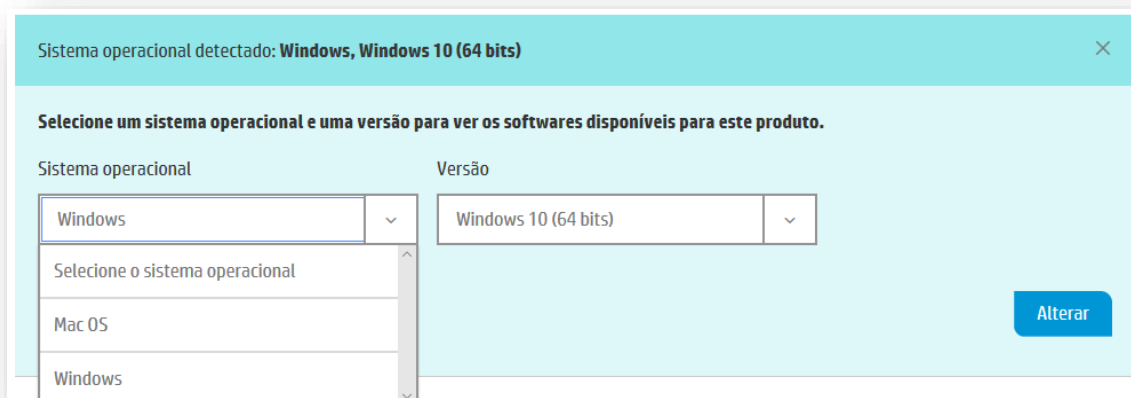 Sistema operacional detectado: Windows, Windows 10 (64 bits)
Selecione um sistema operacional e uma versão para ver os softwares disponíveis para este produto.
Sistema operacional
Versão
Windows
Windows 10 (64 bits)
Selecione o sistema operacional
Mac OS
Windows
Alterar